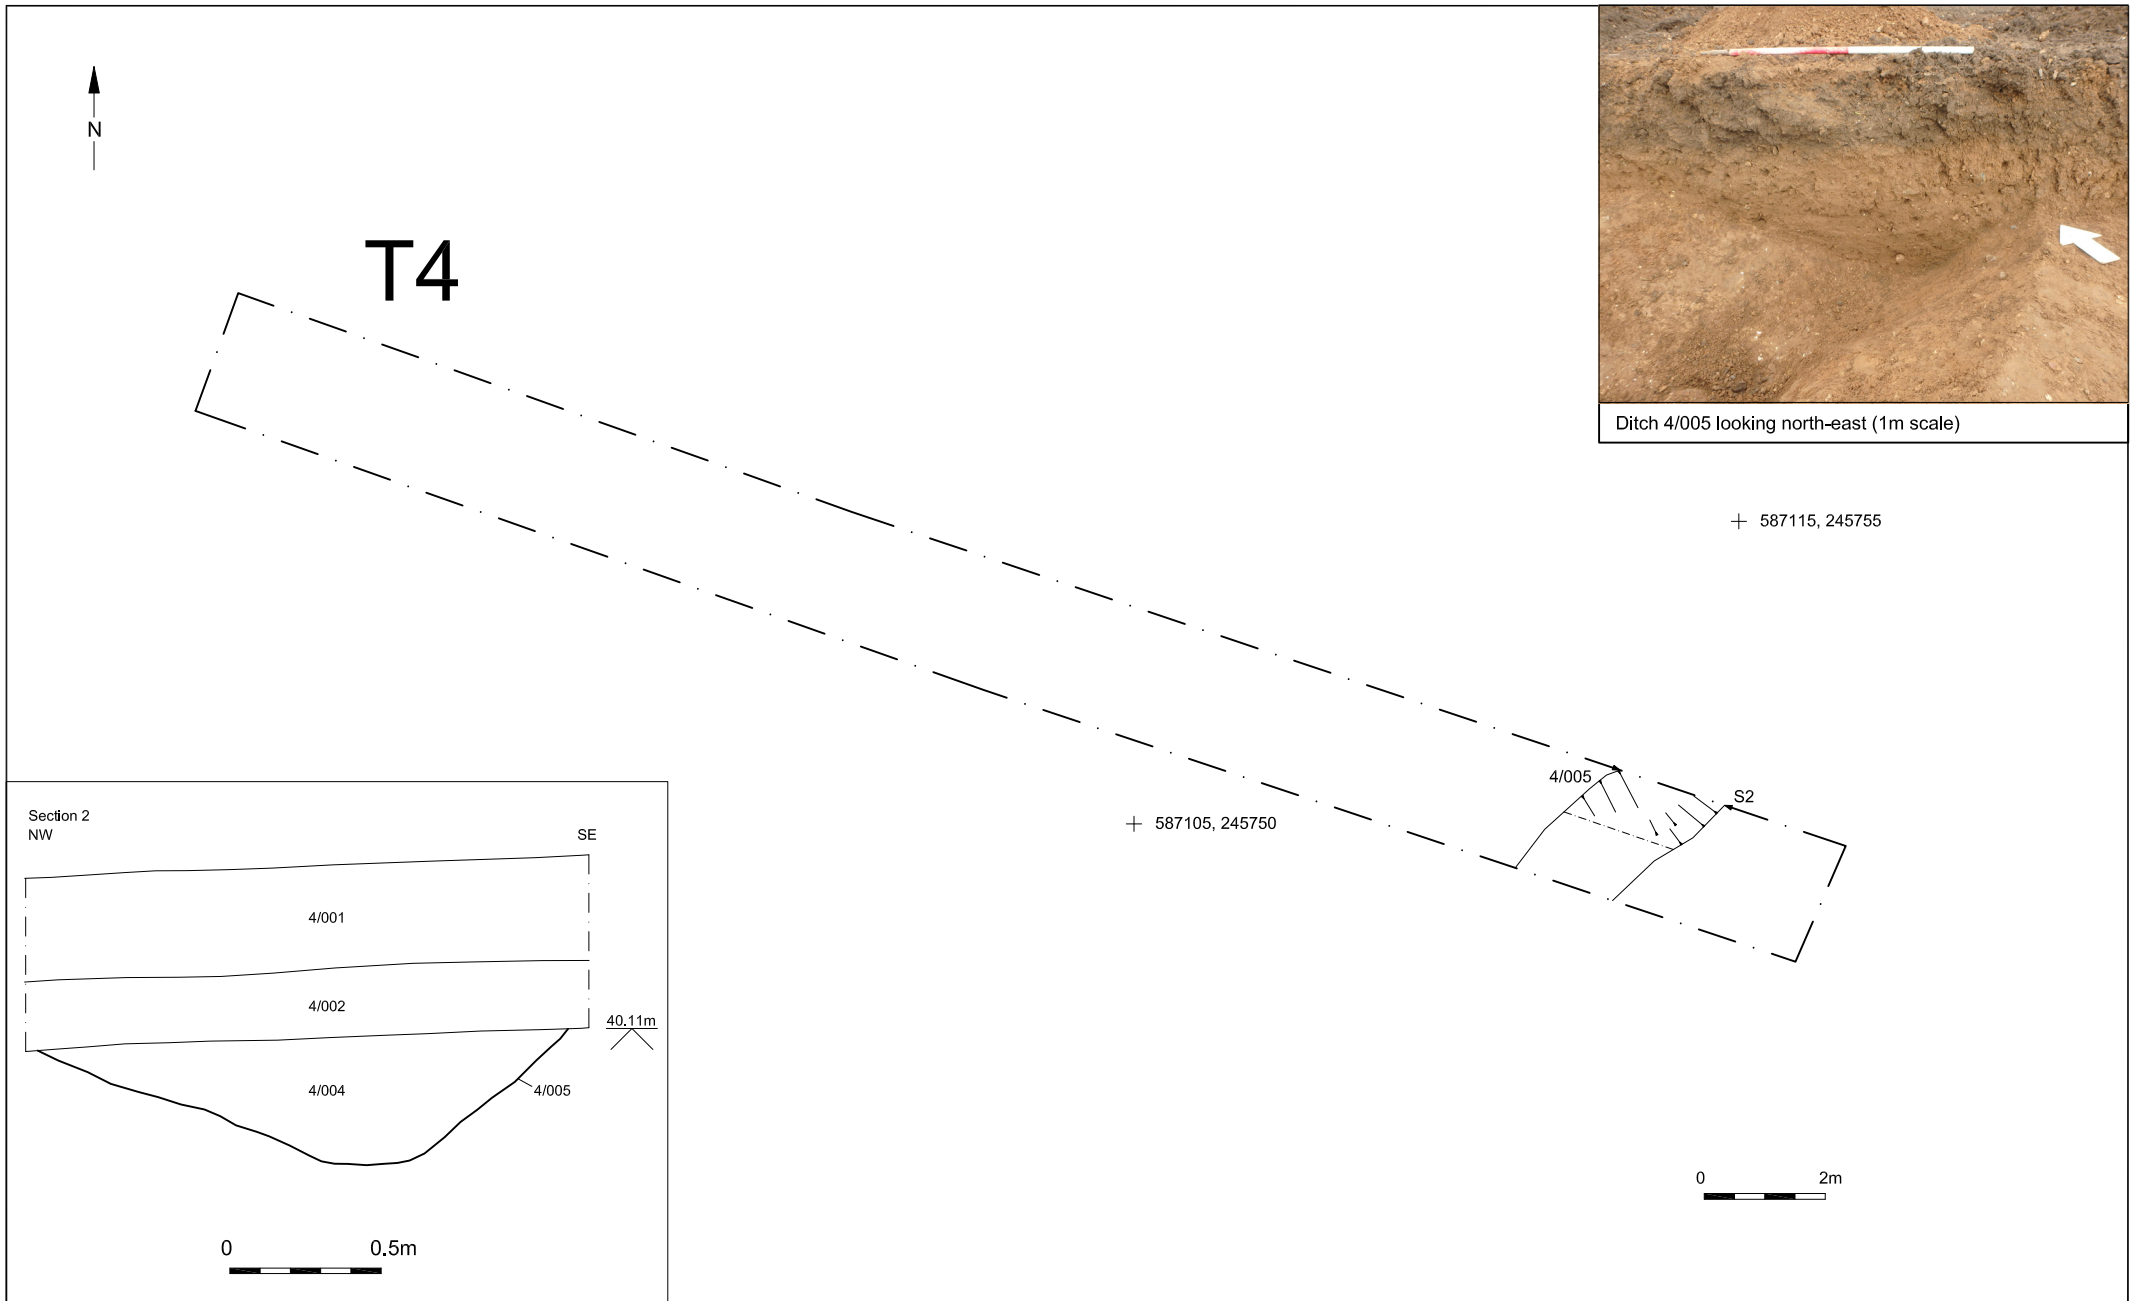 N
T4
Ditch 4/005 looking north-east (1m scale)
587115, 245755
4/005
S2
587105, 245750
Section 2
NW
SE
4/001
4/002
40.11m
4/004
4/005
0 2m
0 0.5m